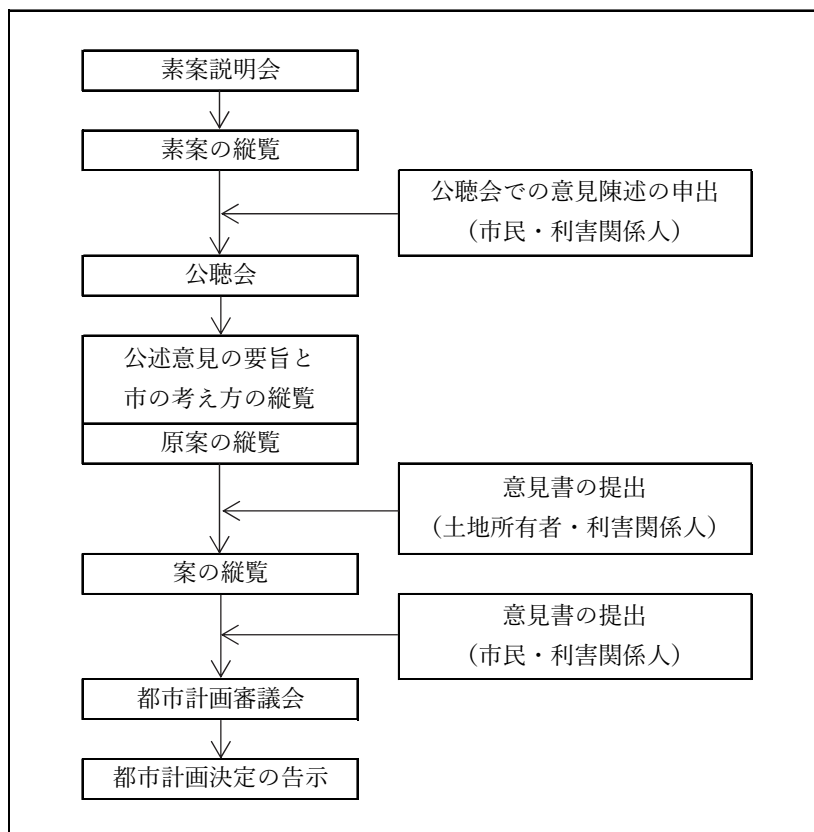 素案説明会
素案の縦覧
公聴会での意見陳述の申出
（市民・利害関係人）
公聴会
公述意見の要旨と
市の考え方の縦覧
原案の縦覧
意見書の提出
（土地所有者・利害関係人）
案の縦覧
意見書の提出
（市民・利害関係人）
都市計画審議会
都市計画決定の告示